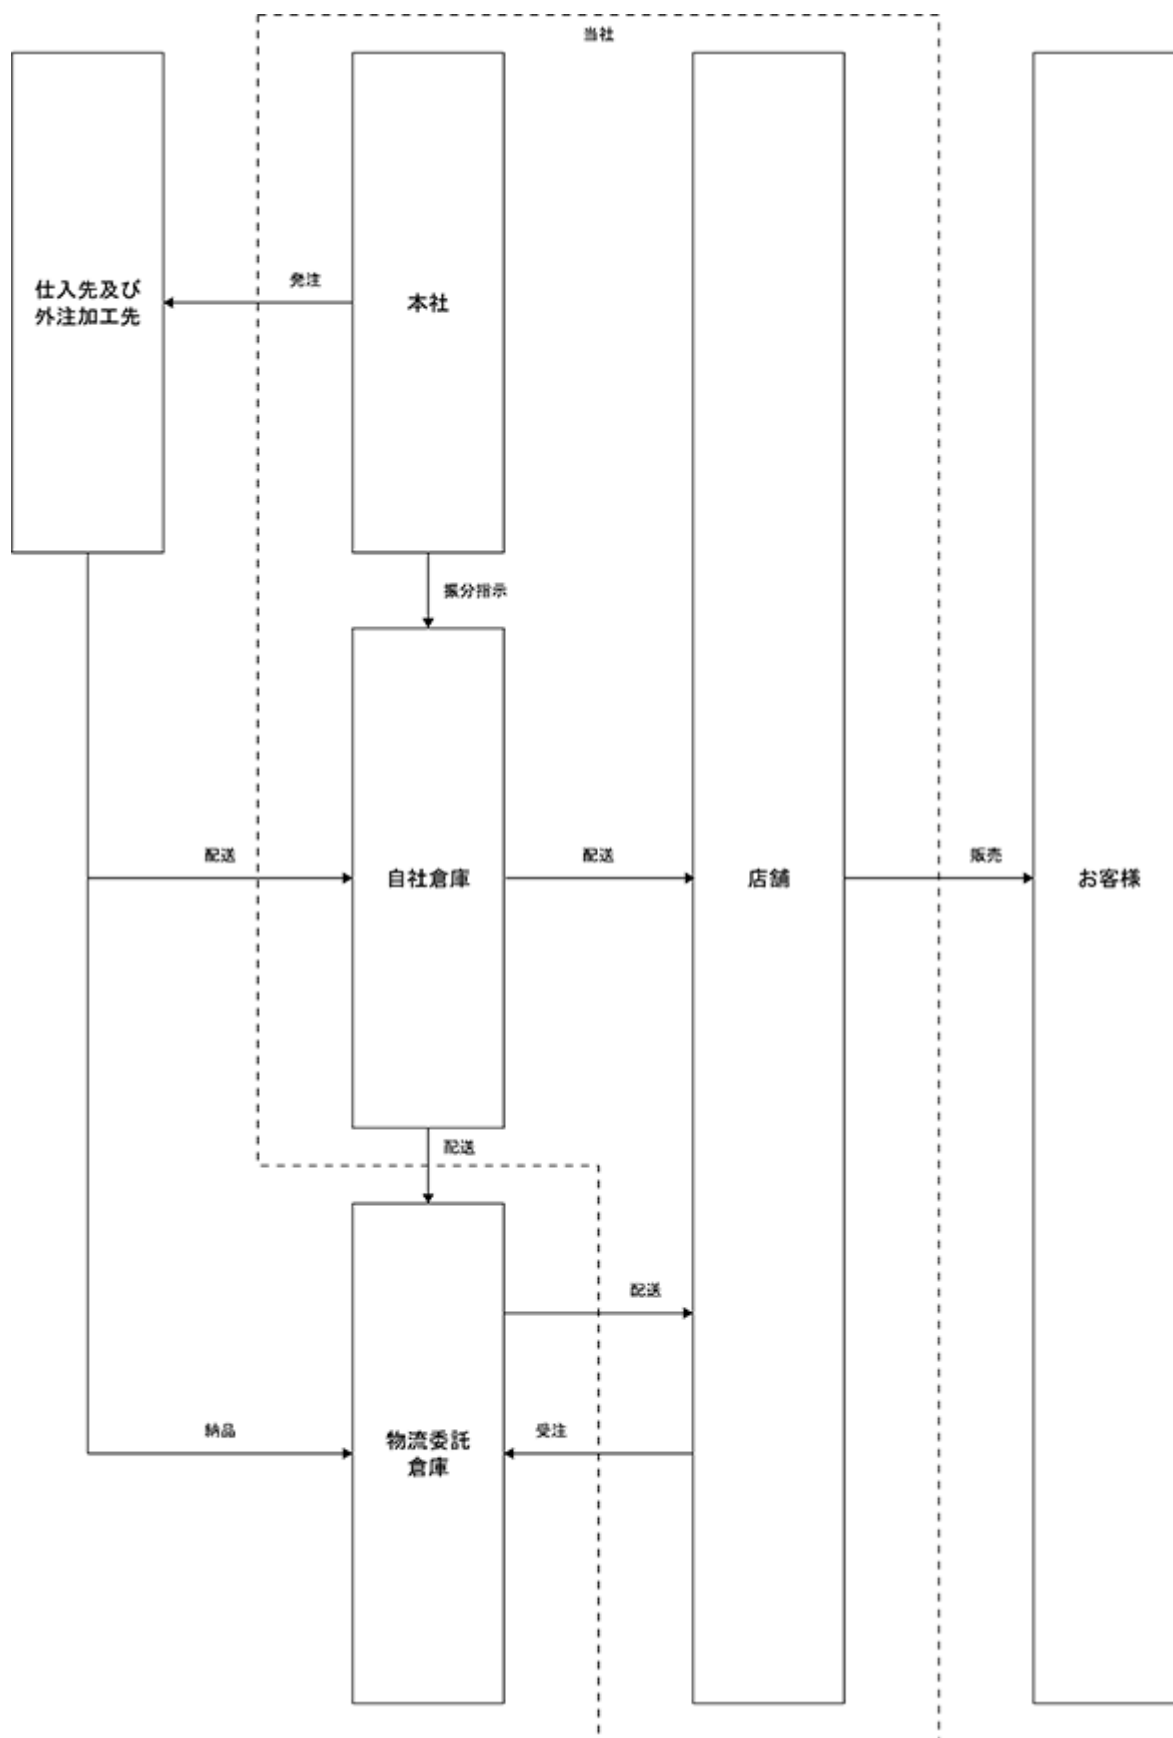 当社
仕入先及び
外注加工先
発注
本社
振分指示
配送
自社倉庫
配送
店舗
販売
お客様
配送
配送
納品
物流委託
倉庫
受注